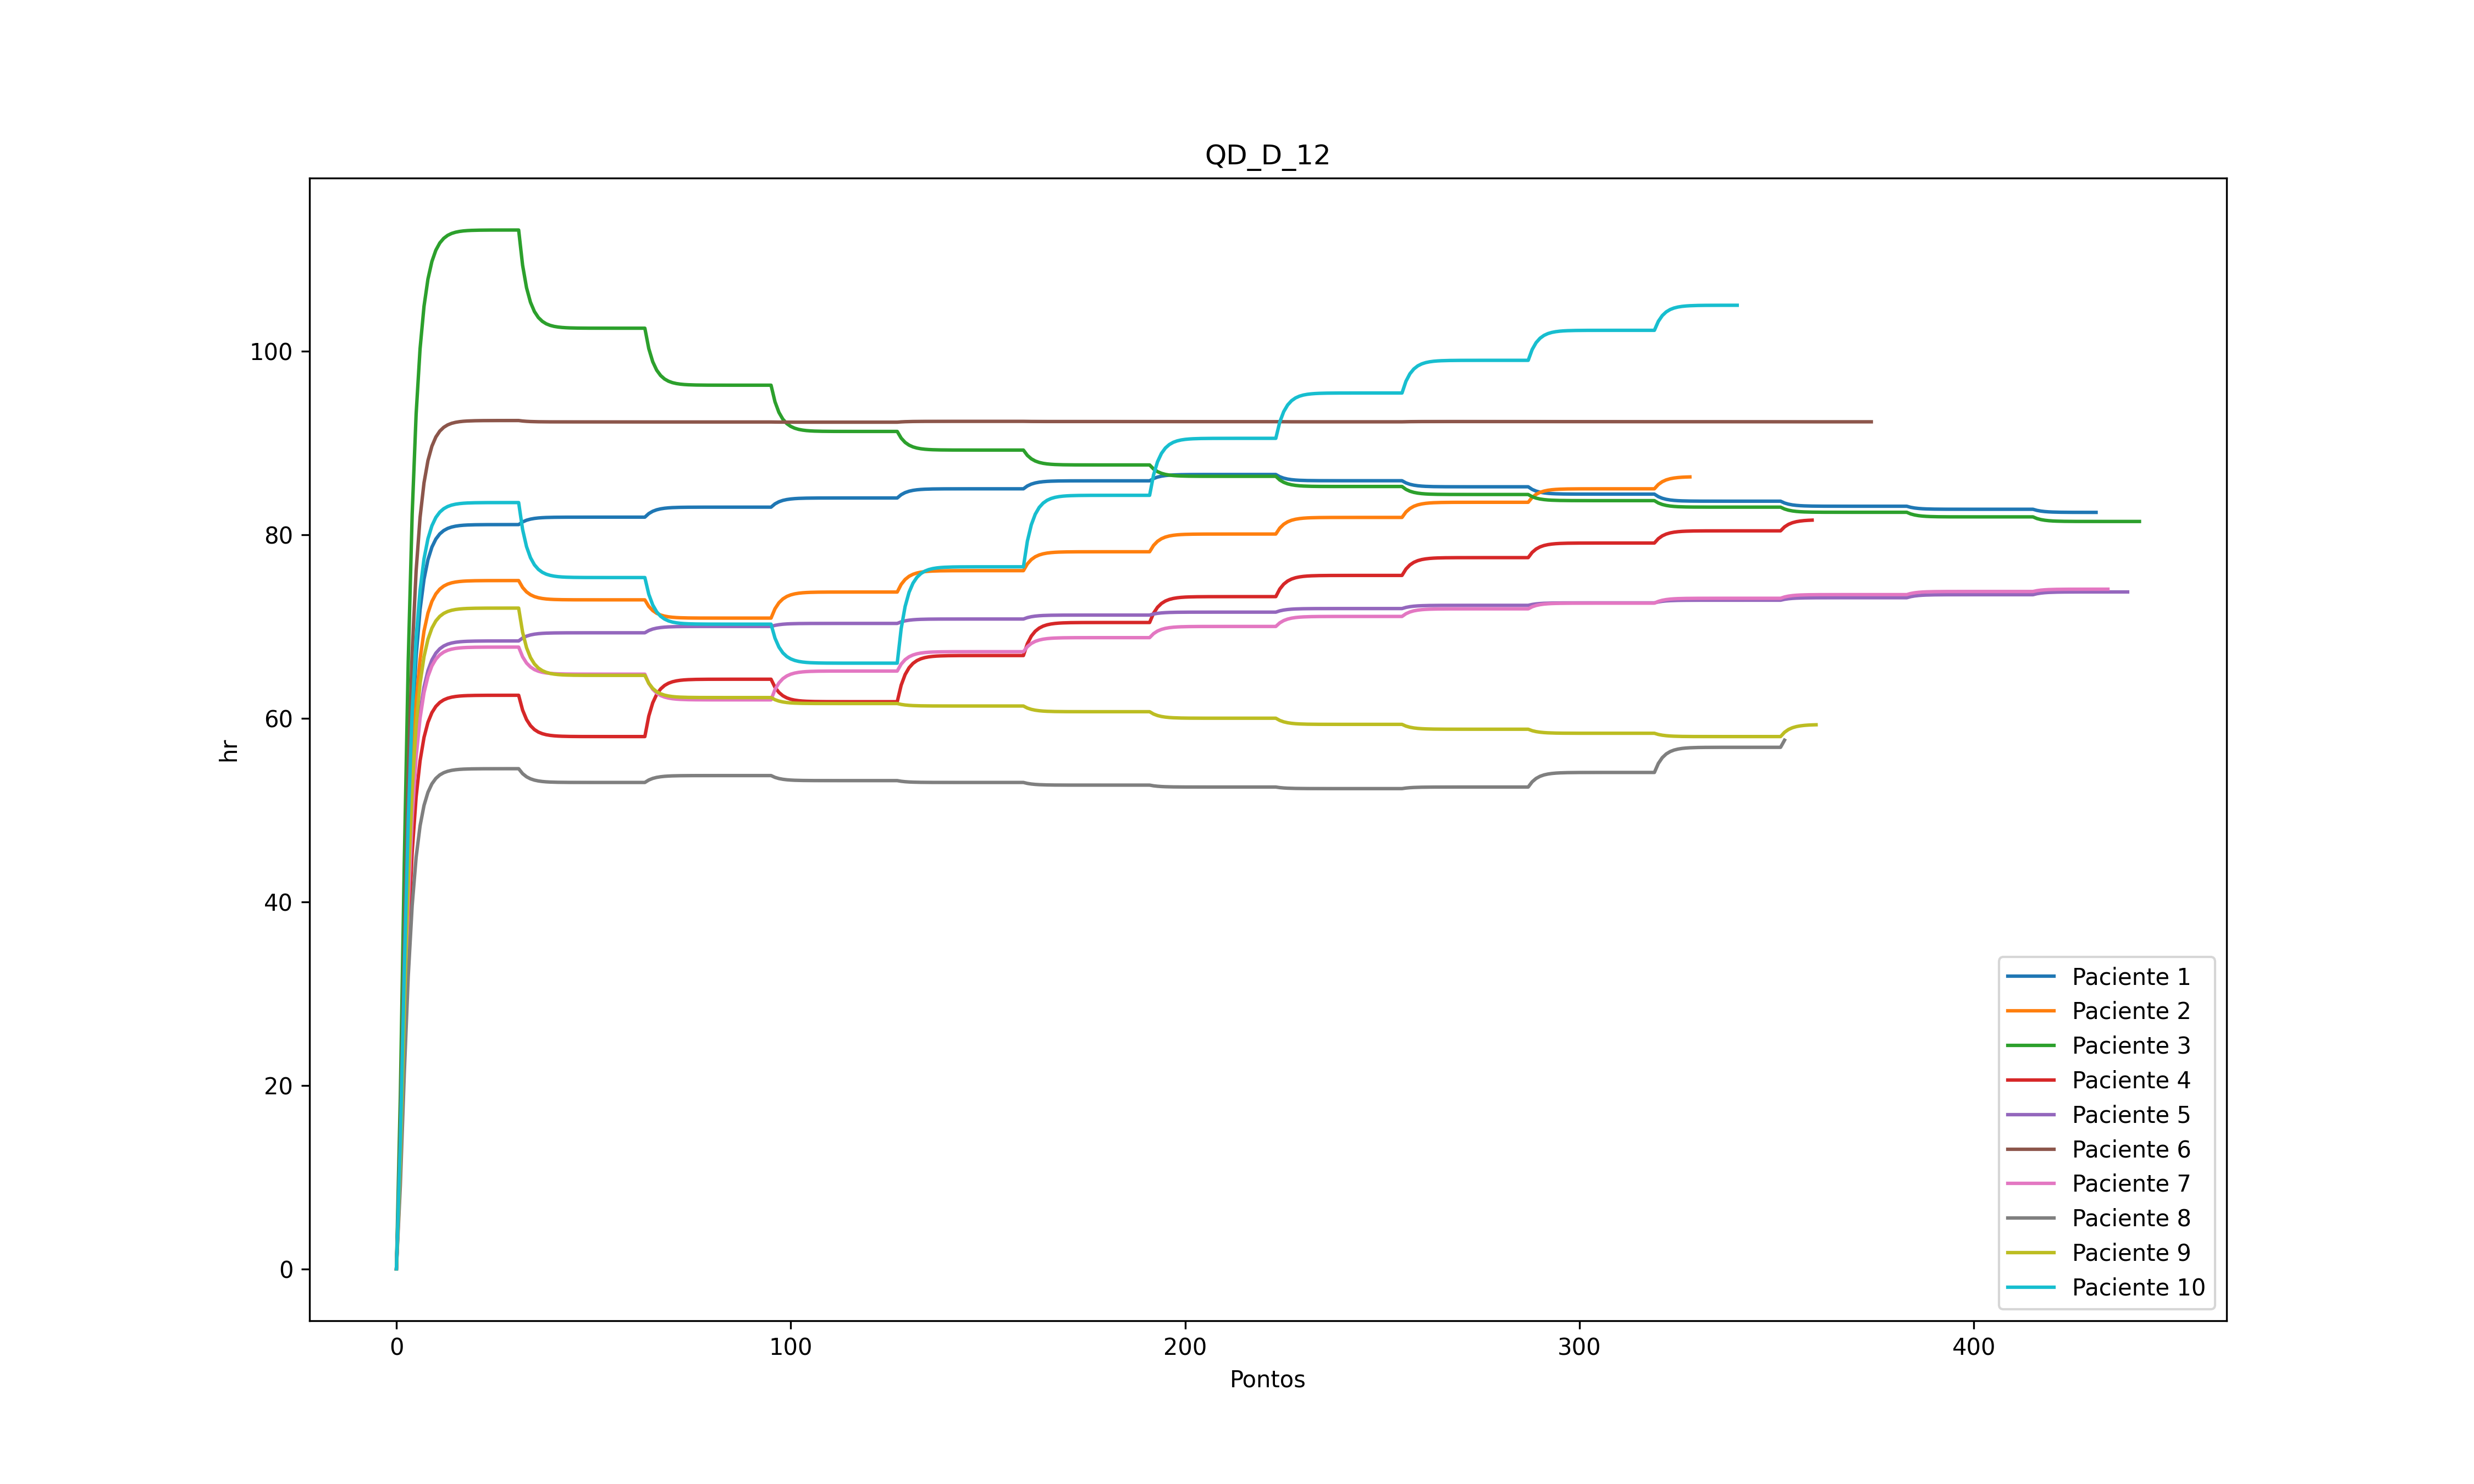 QD_D_12
hr
100
80
60
40
20
0
0 100 200 300 400
Pontos
Paciente 1
Paciente 2
Paciente 3
Paciente 4
Paciente 5
Paciente 6
Paciente 7
Paciente 8
Paciente 9
Paciente 10